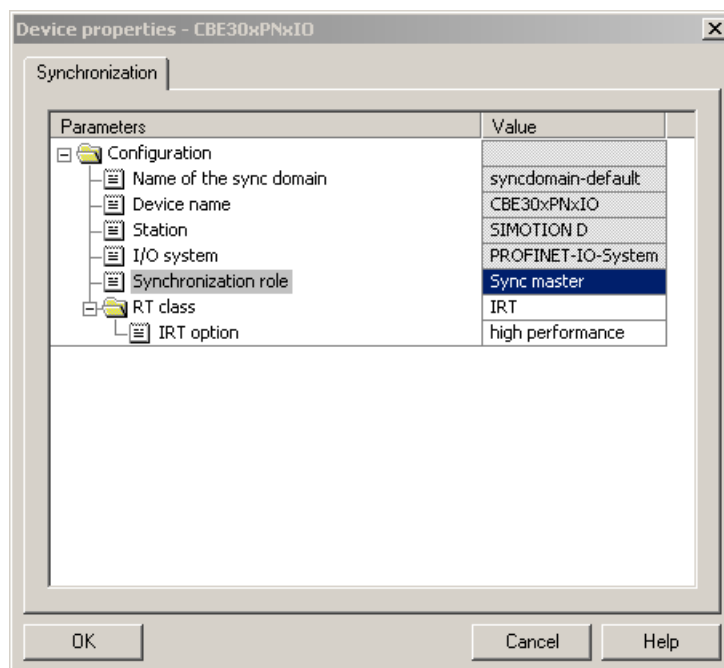 Device properties - CBE30xPNxIO
Synchronization
Parameters Value
Configuration
Name of the sync domain syncdomain-default
Device name CBE30xPNxIO
Station SIMOTION D
I/O system PROFINET-IO-System
Synchronization role Sync master
RT class IRT
IRT option high performance
OK Cancel Help